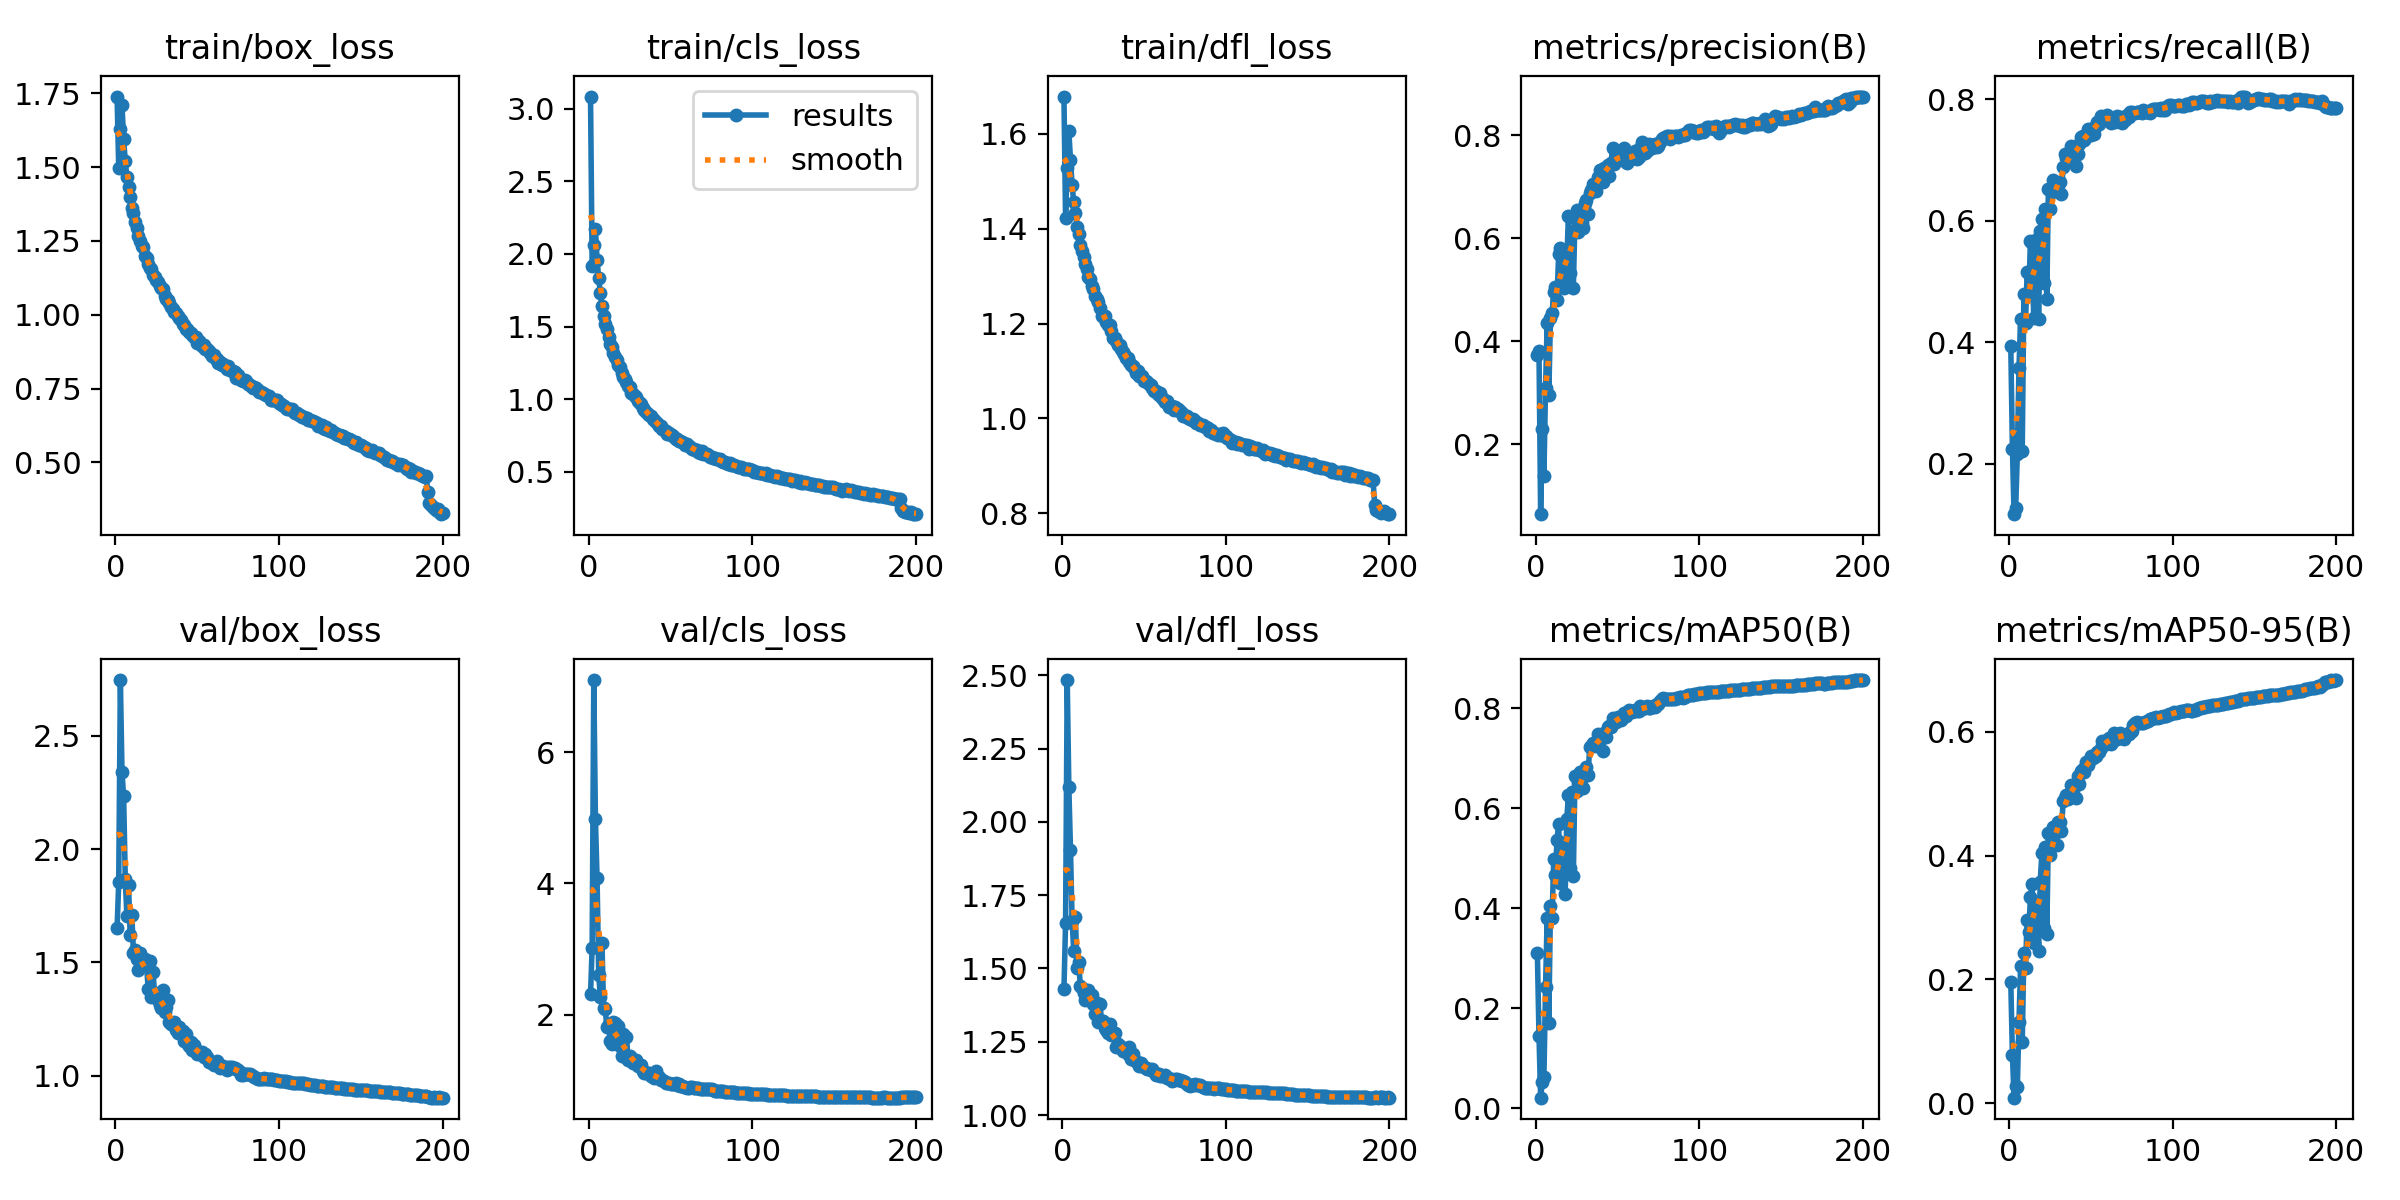 train/box_loss
1.75
1.50
1.25
1.00
0.75
0.50
0 100 200
train/cls_loss
results
smooth
3.0
2.5
2.0
1.5
1.0
0.5
0 100 200
train/dfl_loss
1.6
1.4
1.2
1.0
0.8
0 100 200
metrics/precision(B)
0.8
0.6
0.4
0.2
0 100 200
metrics/recall(B)
0.8
0.6
0.4
0.2
0 100 200
val/box_loss
2.5
2.0
1.5
1.0
0 100 200
val/cls_loss
6
4
2
0 100 200
val/dfl_loss
2.50
2.25
2.00
1.75
1.50
1.25
1.00
0 100 200
metrics/mAP50(B)
0.8
0.6
0.4
0.2
0.0
0 100 200
metrics/mAP50-95(B)
0.6
0.4
0.2
0.0
0 100 200